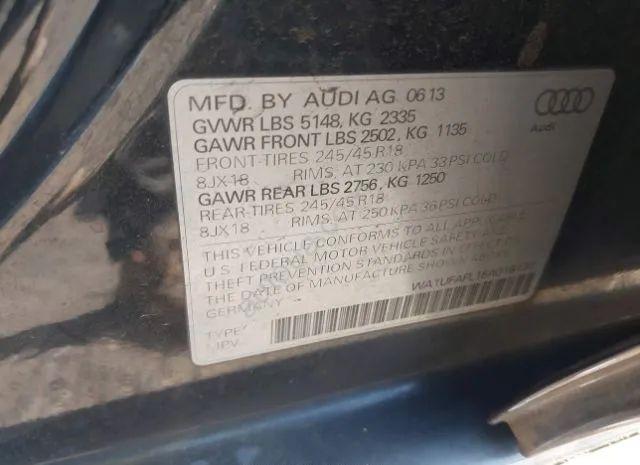 MFD. BY AUDI AG 06 13
GVWR LBS 5148, KG 2335
GAWR FRONT LBS 2502, KG 1135
FRONT-TIRES 245/45 R18
8JX18 RIMS, AT 230 KPA 33 PSI COLD
GAWR REAR LBS 2756, KG 1250
REAR-TIRES 245/45 R18
8JX18 RIMS, AT 250 KPA 36 PSI COLD
Audi
THIS VEHICLE CONFORMS TO ALL APPLICABLE
U.S FEDERAL MOTOR VEHICLE SAFETY AND
THEFT PREVENTION STANDARDS IN EFFECT ON
THE DATE OF MANUFACTURE SHOWN ABOVE
GERMANY
TYPE
MPV